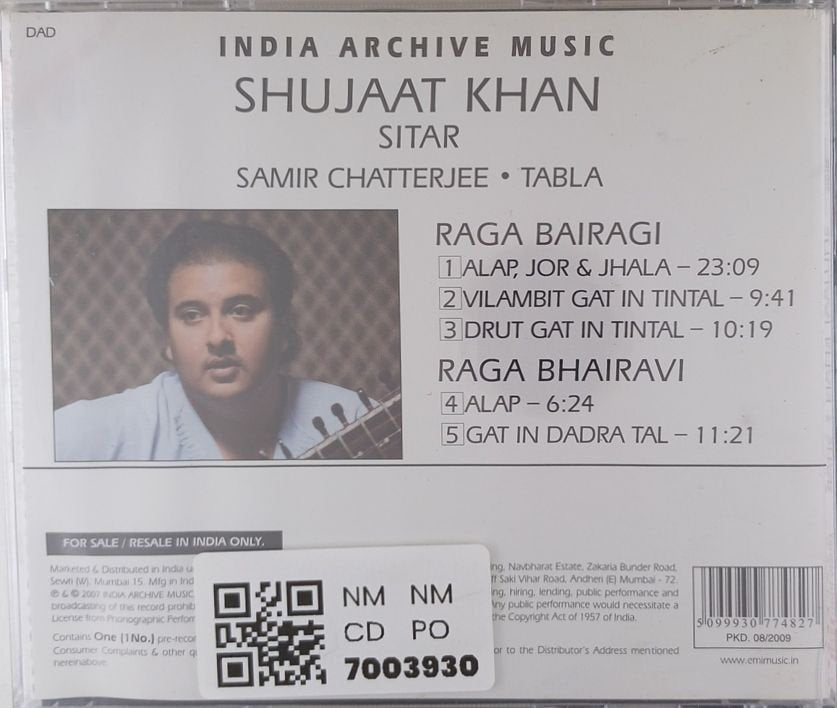 DAD
INDIA ARCHIVE MUSIC
SHUJAAT KHAN
SITAR
SAMIR CHATTERJEE • TABLA
RAGA BAIRAGI
1 ALAP, JOR & JHALA – 23:09
2 VILAMBIT GAT IN TINTAL – 9:41
3 DRUT GAT IN TINTAL – 10:19
RAGA BHAIRAVI
4 ALAP – 6:24
5 GAT IN DADRA TAL – 11:21
FOR SALE / RESALE IN INDIA ONLY.
Marketed & Distributed in India
Navbharat Estate, Zakaria Bunder Road,
Sewri (W). Mumbai 15. Mfg in
Saki Vihar Road, Andheri (E) Mumbai - 72.
℗ & © 2007 INDIA ARCHIVE MUSIC
hiring, lending, public performance and
broadcasting of this record
Any public performance would necessitate a
License from Phonographic
the Copyright Act of 1957 of India.
Contains One (1No.)
Consumer Complaints & other
or to the Distributor's Address mentioned
hereinabove.
NM NM
CD PO
7003930
5 099930 774827
PKD. 08/2009
www.emimusic.in